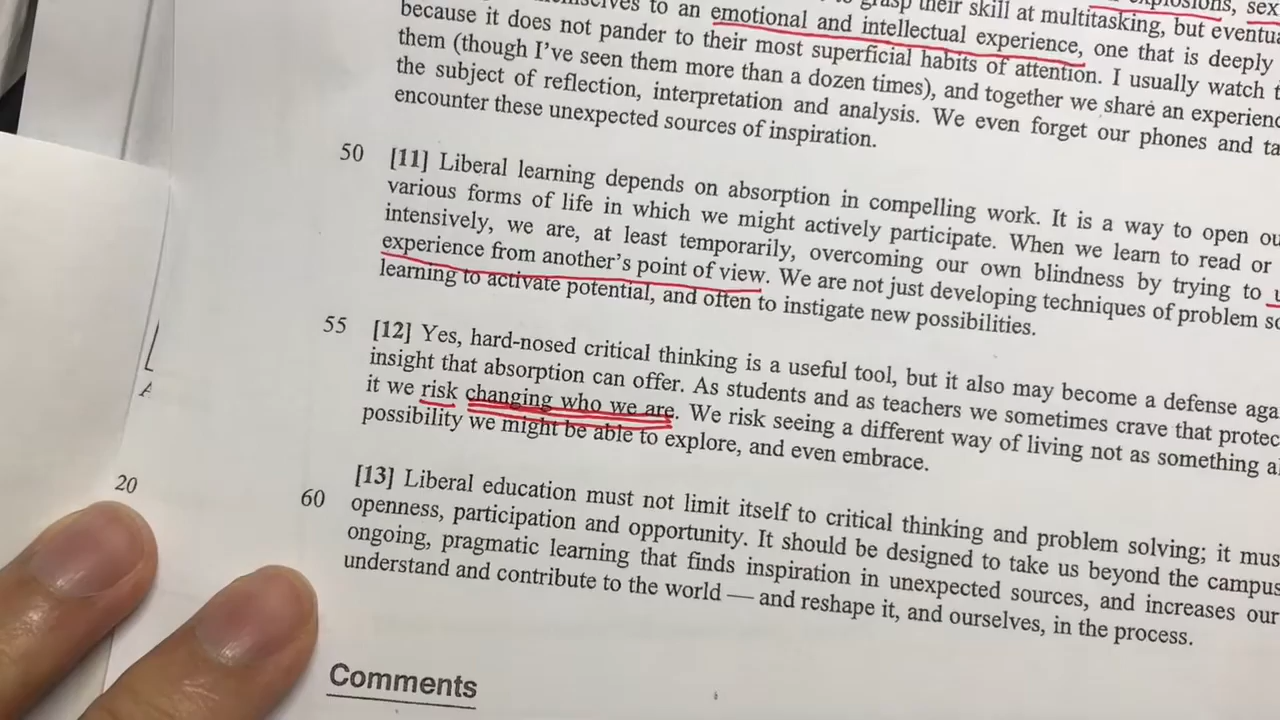 explosions, sex
to grasp their skill at multitasking, but eventua
to an emotional and intellectual experience, one that is deeply
because it does not pander to their most superficial habits of attention. I usually watch t
them (though I've seen them more than a dozen times), and together we share an experienc
the subject of reflection, interpretation and analysis. We even forget our phones and ta
encounter these unexpected sources of inspiration.
50 [11] Liberal learning depends on absorption in compelling work. It is a way to open ou
various forms of life in which we might actively participate. When we learn to read or
intensively, we are, at least temporarily, overcoming our own blindness by trying to u
experience from another's point of view. We are not just developing techniques of problem so
learning to activate potential, and often to instigate new possibilities.
55 [12] Yes, hard-nosed critical thinking is a useful tool, but it also may become a defense aga
insight that absorption can offer. As students and as teachers we sometimes crave that protec
it we risk changing who we are. We risk seeing a different way of living not as something al
possibility we might be able to explore, and even embrace.
20
60 [13] Liberal education must not limit itself to critical thinking and problem solving; it mus
openness, participation and opportunity. It should be designed to take us beyond the campus
ongoing, pragmatic learning that finds inspiration in unexpected sources, and increases our
understand and contribute to the world — and reshape it, and ourselves, in the process.
Comments